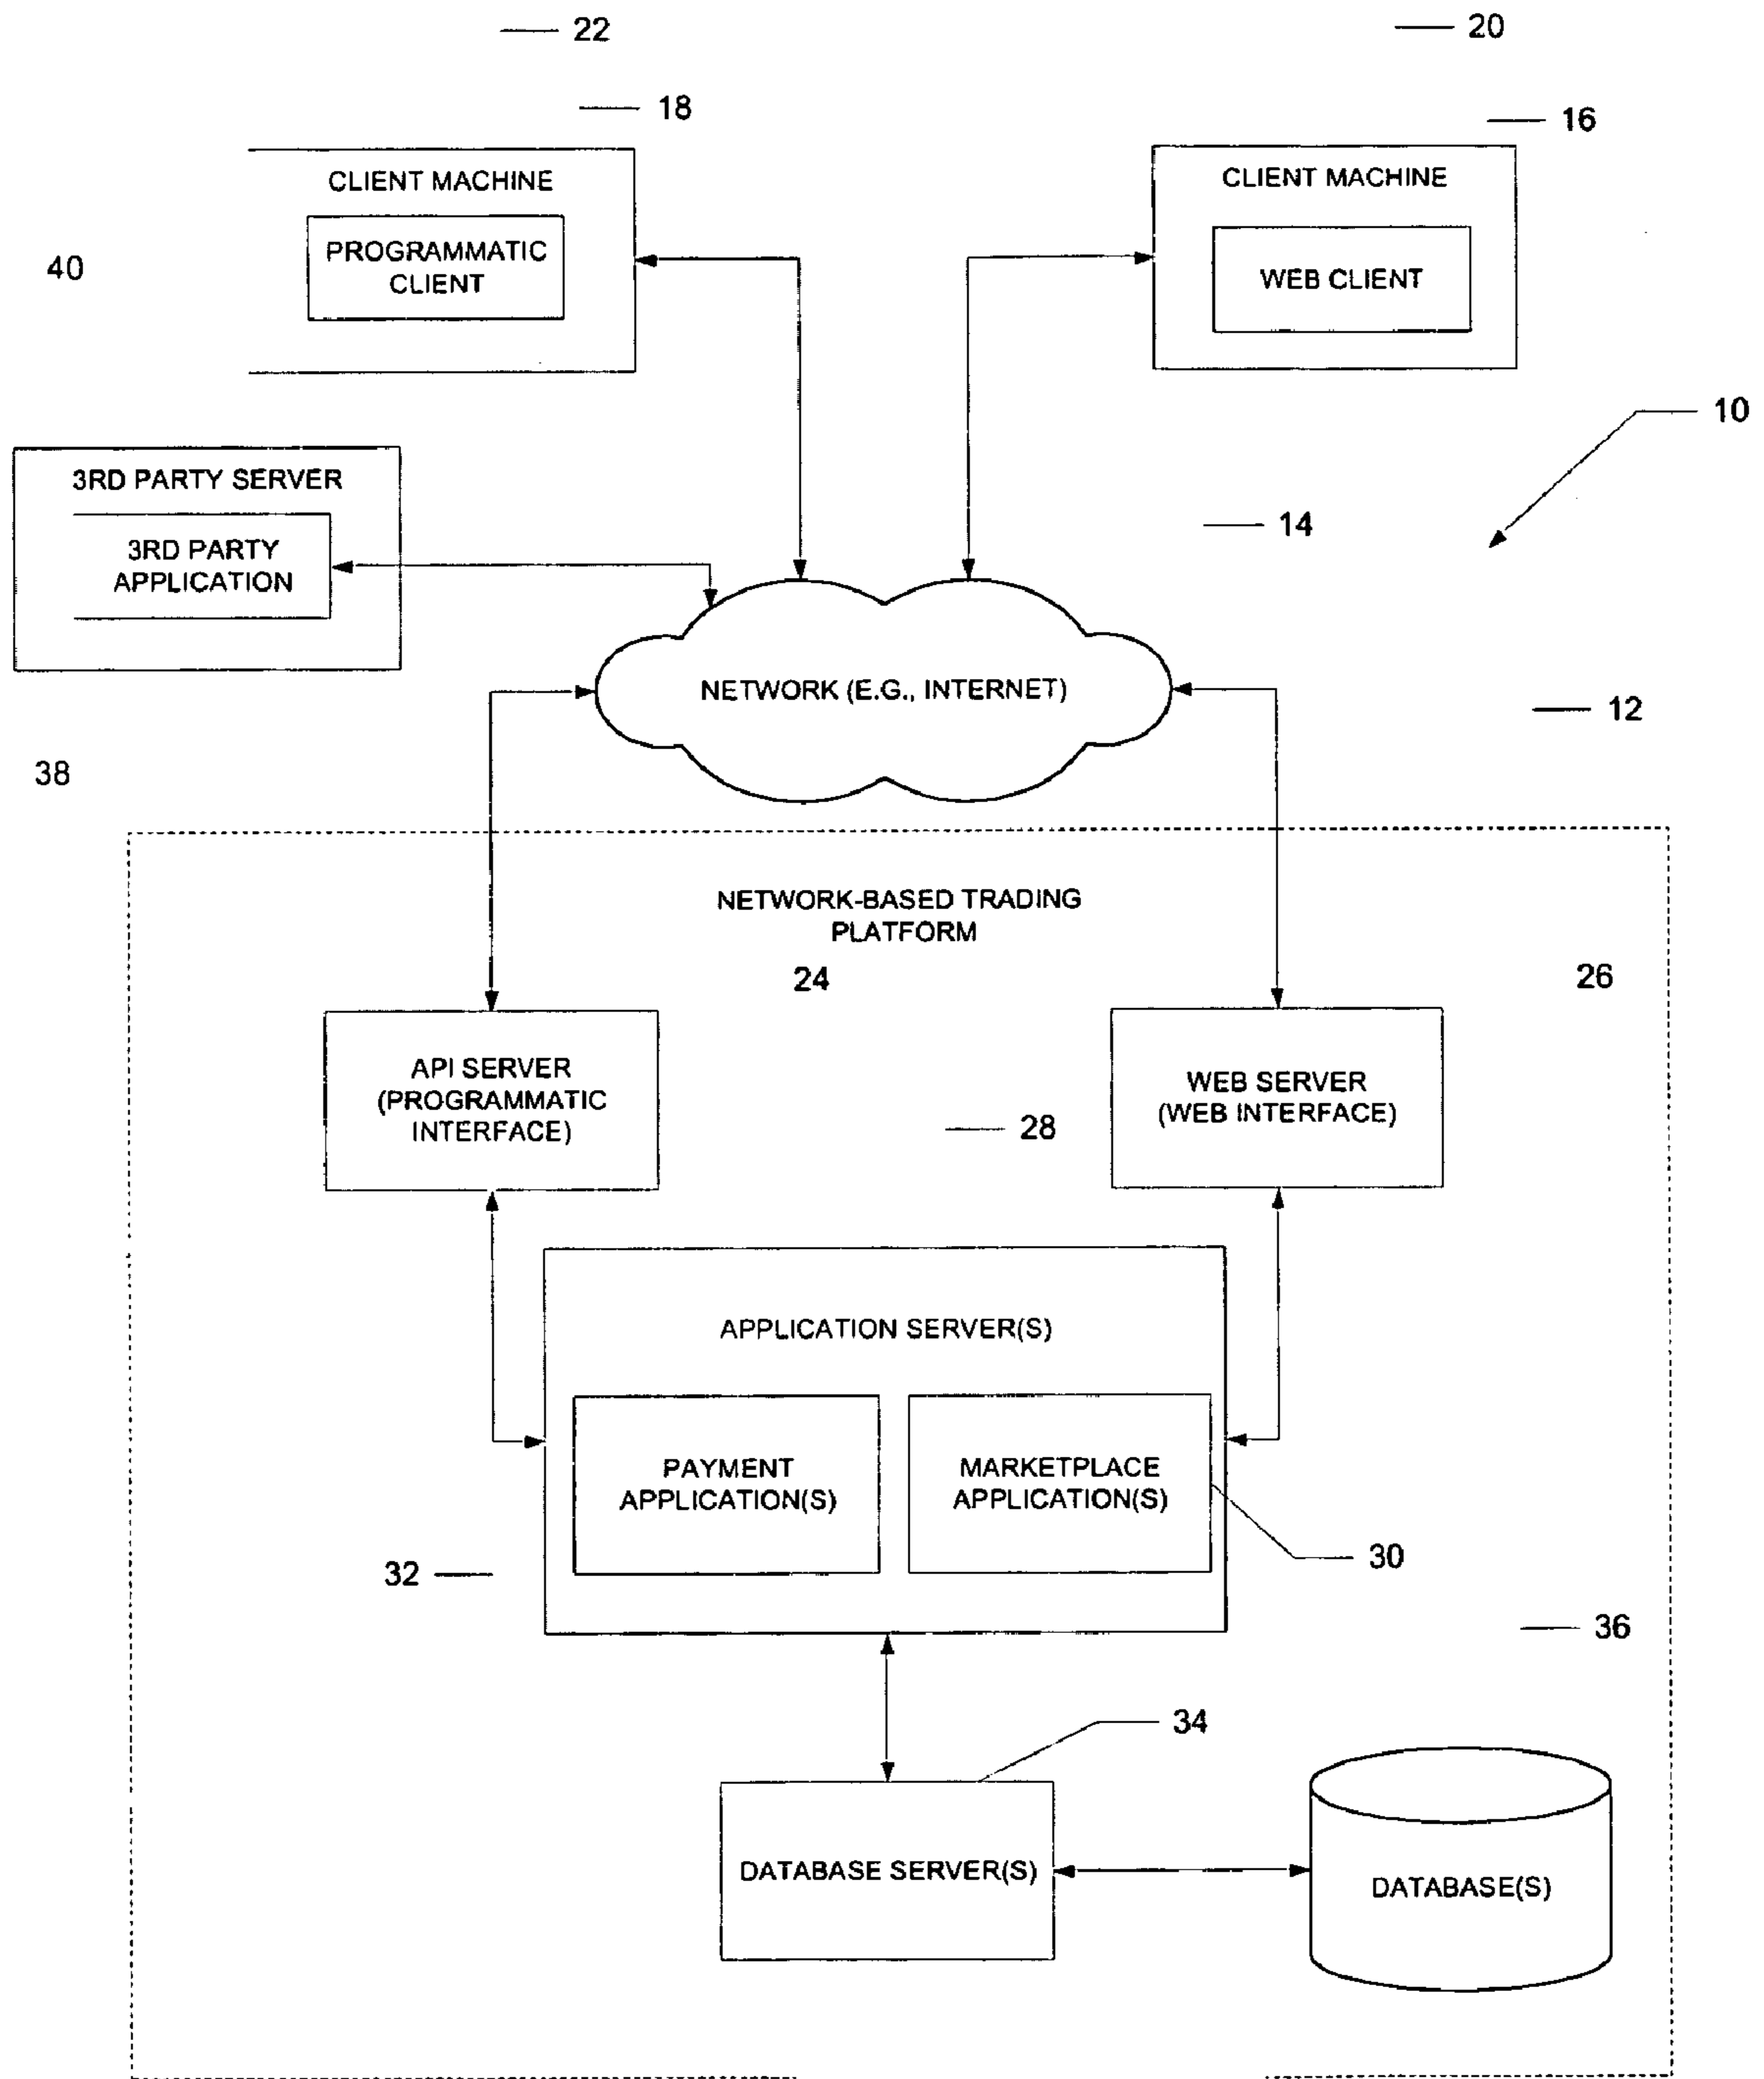 22
20
18
16
CLIENT MACHINE
PROGRAMMATIC
CLIENT
CLIENT MACHINE
WEB CLIENT
40
10
3RD PARTY SERVER
3RD PARTY
APPLICATION
14
NETWORK (E.G., INTERNET)
12
38
NETWORK-BASED TRADING
PLATFORM
24
26
API SERVER
(PROGRAMMATIC
INTERFACE)
WEB SERVER
(WEB INTERFACE)
28
APPLICATION SERVER(S)
PAYMENT
APPLICATION(S)
MARKETPLACE
APPLICATION(S)
32
30
36
34
DATABASE SERVER(S)
DATABASE(S)